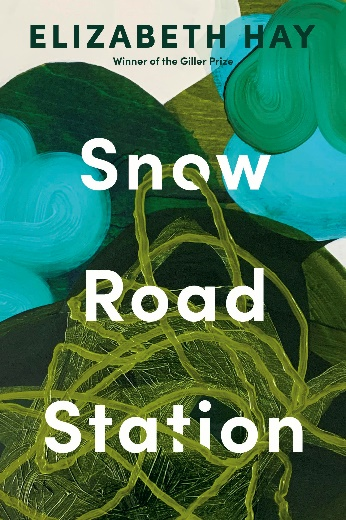 ELIZABETH HAY
Winner of the Giller Prize
Snow
Road
Station